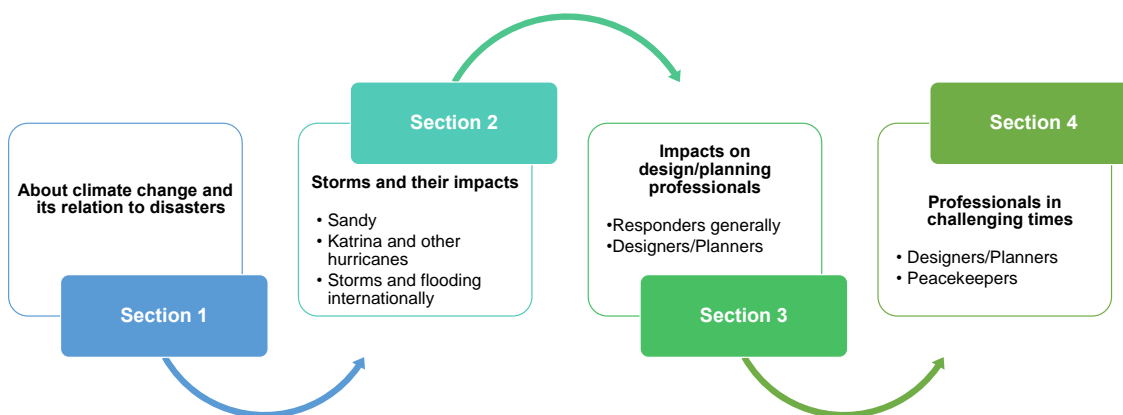 About climate change and
its relation to disasters
Section 1
Section 2
Storms and their impacts
• Sandy
• Katrina and other
hurricanes
• Storms and flooding
internationally
Impacts on
design/planning
professionals
•Responders generally
•Designers/Planners
Section 3
Section 4
Professionals in
challenging times
• Designers/Planners
• Peacekeepers